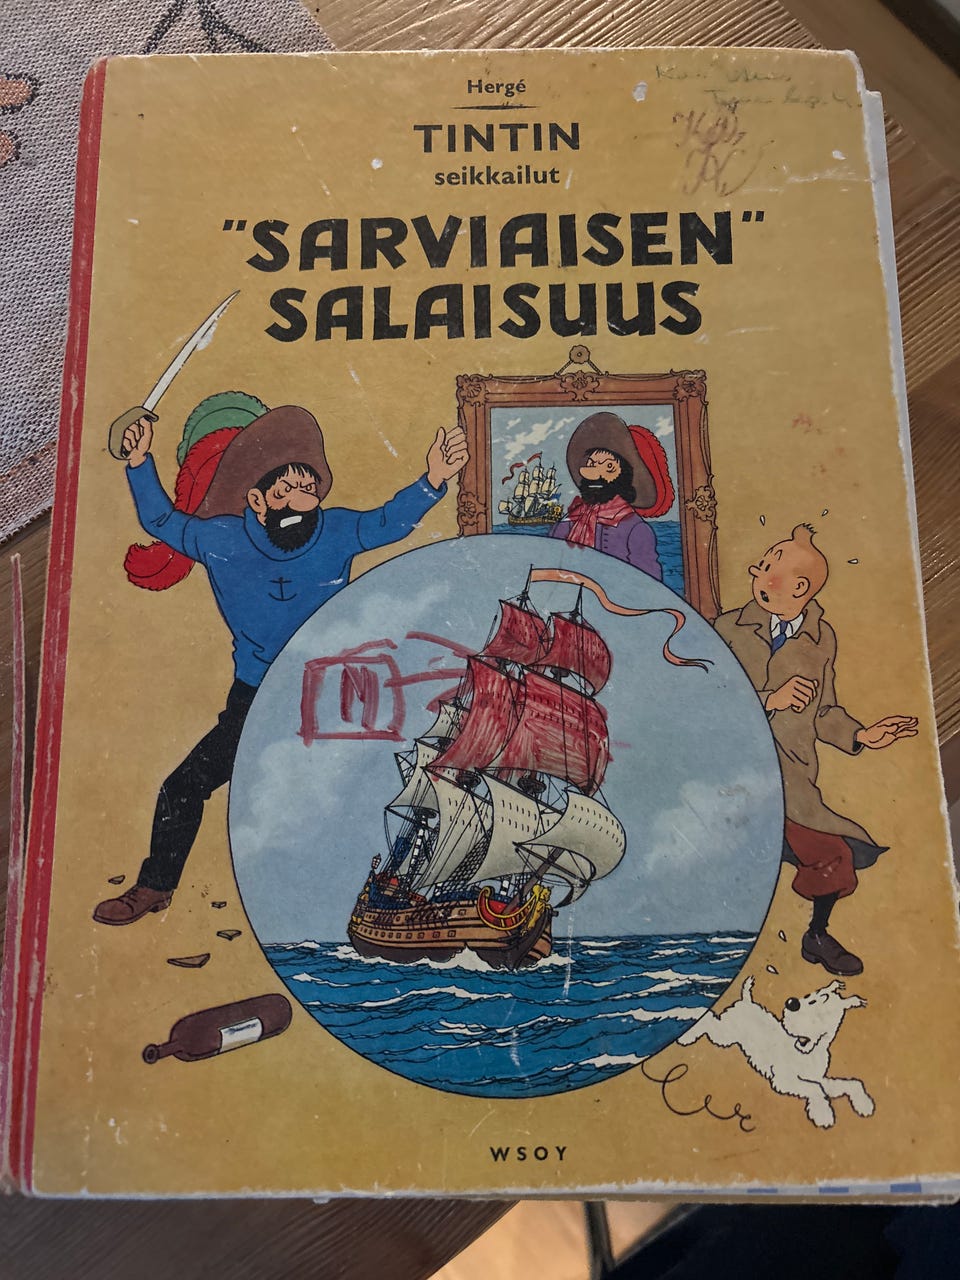 Hergé
TINTIN
seikkailut
"SARVIAISEN"
SALAISUUS
N
WSOY